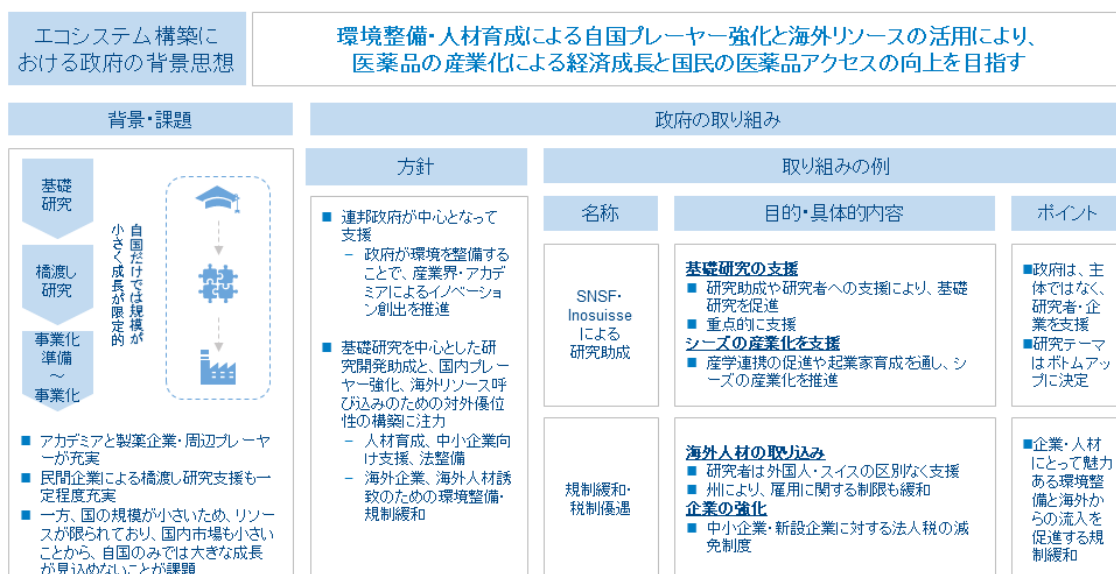 エコシステム構築に
おける政府の背景思想
環境整備・人材育成による自国プレーヤー強化と海外リソースの活用により、
医薬品の産業化による経済成長と国民の医薬品アクセスの向上を目指す
背景・課題
政府の取り組み
基礎
研究
橋渡し
研究
事業化
準備
～
事業化
自国だけでは規模が
小さく成長が限定的
■ アカデミアと製薬企業・周辺プレーヤ
ーが充実
■ 民間企業による橋渡し研究支援も一
定程度充実
■ 一方、国の規模が小さいため、リソー
スが限られており、国内市場も小さい
ことから、自国のみでは大きな成長
が見込めないことが課題
方針
■ 連邦政府が中心となって
支援
− 政府が環境を整備する
ことで、産業界・アカデ
ミアによるイノベーショ
ン創出を推進
■ 基礎研究を中心とした研
究開発助成と、国内プレ
ーヤー強化、海外リソース呼
び込みのための対外優位
性の構築に注力
− 人材育成、中小企業向
け支援、法整備
− 海外企業、海外人材誘
致のための環境整備・
規制緩和
取り組みの例
名称
目的・具体的内容
ポイント
SNSF・
Inosuisse
による
研究助成
基礎研究の支援
■ 研究助成や研究者への支援により、基礎
研究を促進
■ 重点的に支援
シーズの産業化を支援
■ 産学連携の促進や起業家育成を通し、シ
ーズの産業化を推進
■政府は、主
体ではなく、
研究者・企
業を支援
■研究テーマ
はボトムアッ
プに決定
規制緩和・
税制優遇
海外人材の取り込み
■ 研究者は外国人・スイスの区別なく支援
■ 州により、雇用に関する制限も緩和
企業の強化
■ 中小企業・新設企業に対する法人税の減
免制度
■企業・人材
にとって魅力
ある環境整
備と海外か
らの流入を
促進する規
制緩和